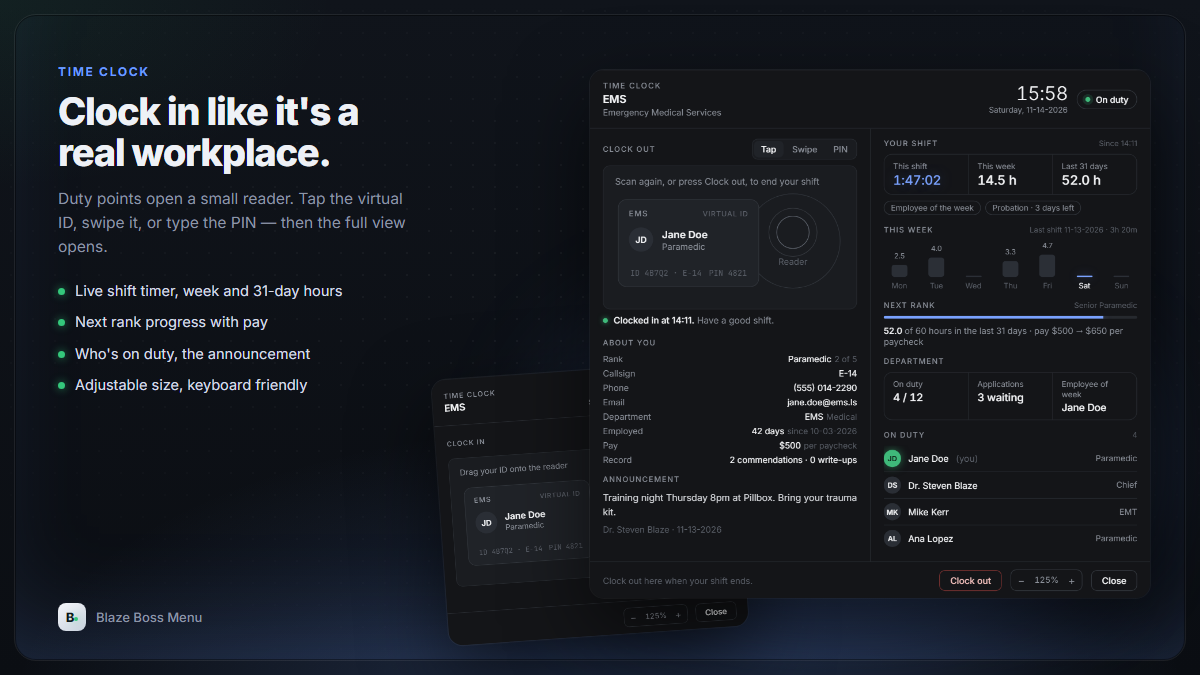 TIME CLOCK
Clock in like it's a
real workplace.
Duty points open a small reader. Tap the virtual
ID, swipe it, or type the PIN — then the full view
opens.
Live shift timer, week and 31-day hours
Next rank progress with pay
Who's on duty, the announcement
Adjustable size, keyboard friendly
B
Blaze Boss Menu
TIME CLOCK
EMS
CLOCK IN
Drag your ID onto the reader
EMS VIRTUAL ID
JD Jane Doe
Paramedic
ID 487Q2 · E-14 PIN 4821
− 125% + Close
TIME CLOCK
EMS
Emergency Medical Services
15:58
Saturday, 11-14-2026
On duty
CLOCK OUT Tap Swipe PIN
Scan again, or press Clock out, to end your shift
EMS VIRTUAL ID
JD Jane Doe
Paramedic
ID 487Q2 · E-14 PIN 4821
Reader
Clocked in at 14:11. Have a good shift.
ABOUT YOU
Rank Paramedic 2 of 5
Callsign E-14
Phone (555) 014-2290
Email jane.doe@ems.ls
Department EMS Medical
Employed 42 days since 10-03-2026
Pay $500 per paycheck
Record 2 commendations · 0 write-ups
ANNOUNCEMENT
Training night Thursday 8pm at Pillbox. Bring your trauma
kit.
Dr. Steven Blaze · 11-13-2026
YOUR SHIFT Since 14:11
This shift This week Last 31 days
1:47:02 14.5 h 52.0 h
Employee of the week Probation · 3 days left
THIS WEEK Last shift 11-13-2026 · 3h 20m
2.5 4.0 3.3 4.7
Mon Tue Wed Thu Fri Sat Sun
NEXT RANK Senior Paramedic
52.0 of 60 hours in the last 31 days · pay $500 → $650 per
paycheck
DEPARTMENT
On duty Applications Employee of
week
4 / 12 3 waiting Jane Doe
ON DUTY 4
JD Jane Doe (you) Paramedic
DS Dr. Steven Blaze Chief
MK Mike Kerr EMT
AL Ana Lopez Paramedic
Clock out here when your shift ends.
Clock out − 125% + Close